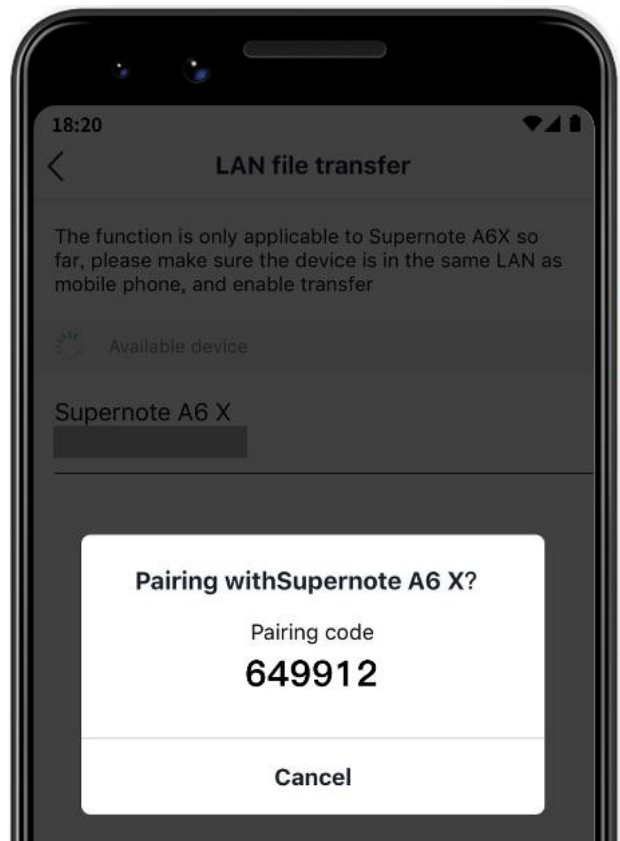 18:20
LAN file transfer
The function is only applicable to Supernote A6X so
far, please make sure the device is in the same LAN as
mobile phone, and enable transfer
Available device
Supernote A6 X
Pairing withSupernote A6 X?
Pairing code
649912
Cancel